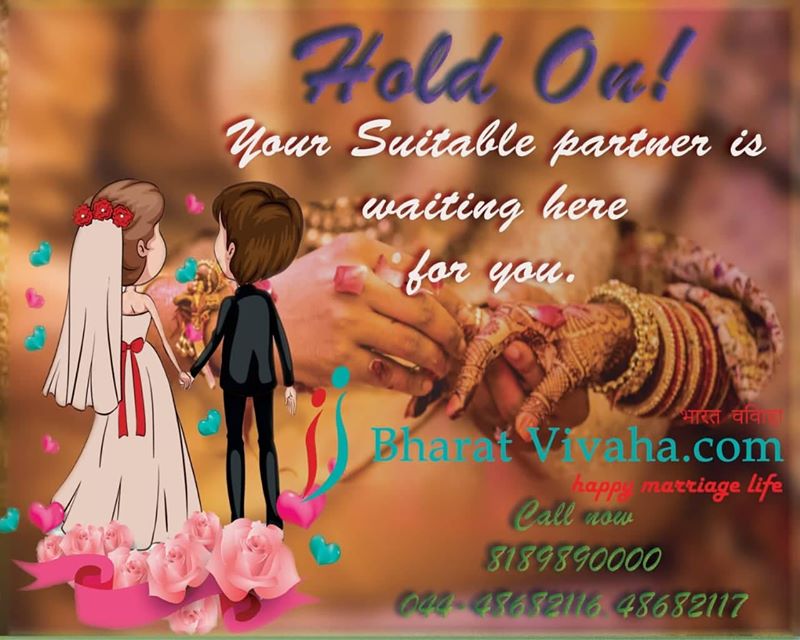 Hold On!
Your Suitable partner is
waiting here
for you.
भारत वविाहा
Bharat Vivaha.com
happy marriage life
Call now
8189890000
044-48682116 48682117